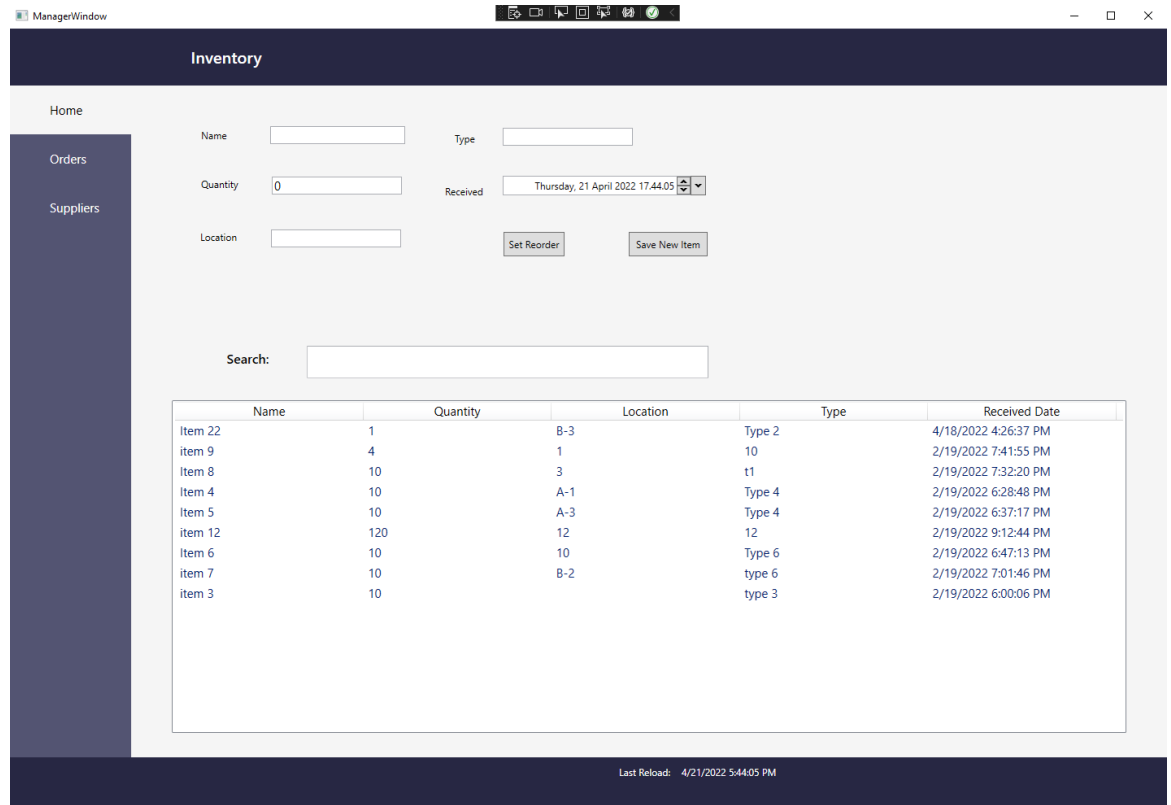 ManagerWindow
Inventory
Home
Orders
Suppliers
Name
Type
Quantity 0
Received Thursday, 21 April 2022 17.44.05
Location
Set Reorder Save New Item
Search:
Name Quantity Location Type Received Date
Item 22 1 B-3 Type 2 4/18/2022 4:26:37 PM
item 9 4 1 10 2/19/2022 7:41:55 PM
Item 8 10 3 t1 2/19/2022 7:32:20 PM
Item 4 10 A-1 Type 4 2/19/2022 6:28:48 PM
Item 5 10 A-3 Type 4 2/19/2022 6:37:17 PM
item 12 120 12 12 2/19/2022 9:12:44 PM
Item 6 10 10 Type 6 2/19/2022 6:47:13 PM
item 7 10 B-2 type 6 2/19/2022 7:01:46 PM
item 3 10 type 3 2/19/2022 6:00:06 PM
Last Reload: 4/21/2022 5:44:05 PM